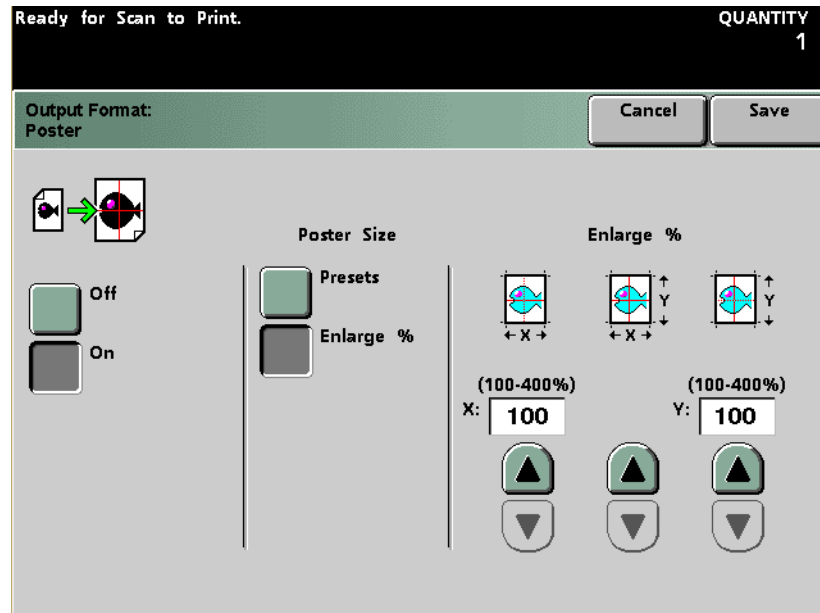 Ready for Scan to Print.
QUANTITY
1
Output Format:
Poster
Cancel
Save
Poster Size
Enlarge %
Off
On
Presets
Enlarge %
X
Y
X
Y
(100-400%)
X: 100
(100-400%)
Y: 100